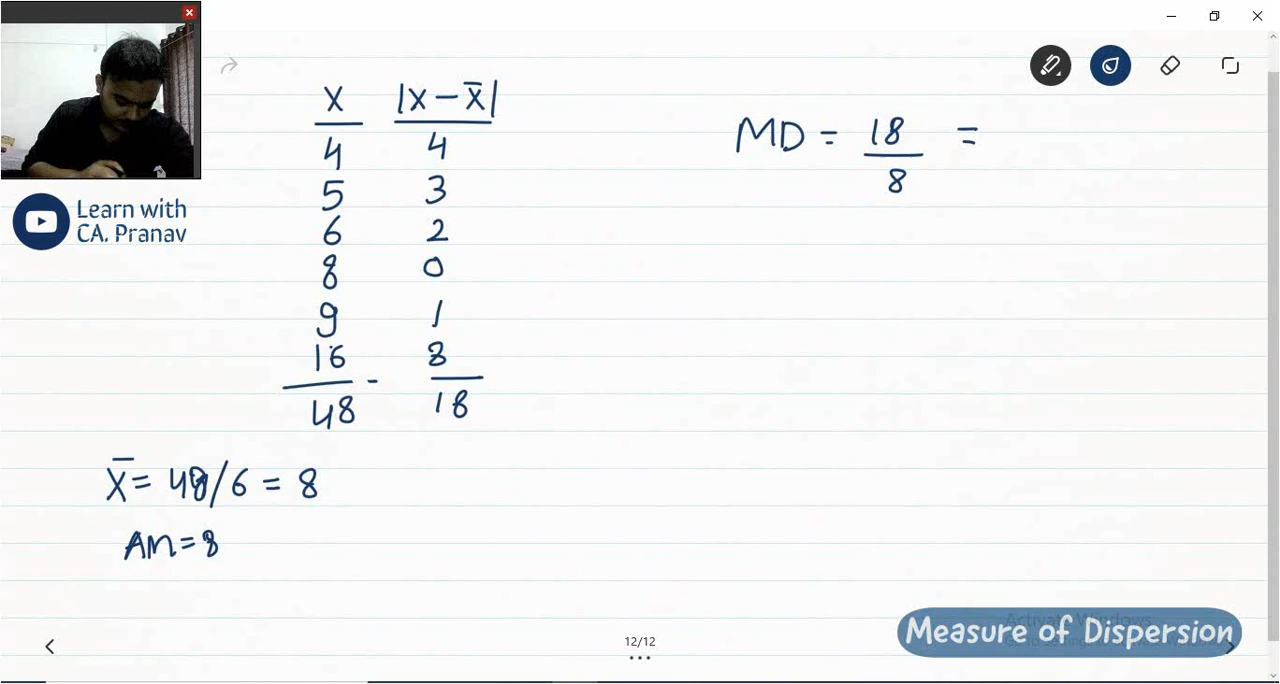 X |x - X̄|
4 4
5 3
6 2
8 0
9 1
16 8
48 18
X̄ = 48/6 = 8
AM = 8
MD = 18/8 =
Learn with
CA. Pranav
12/12
Measure of Dispersion